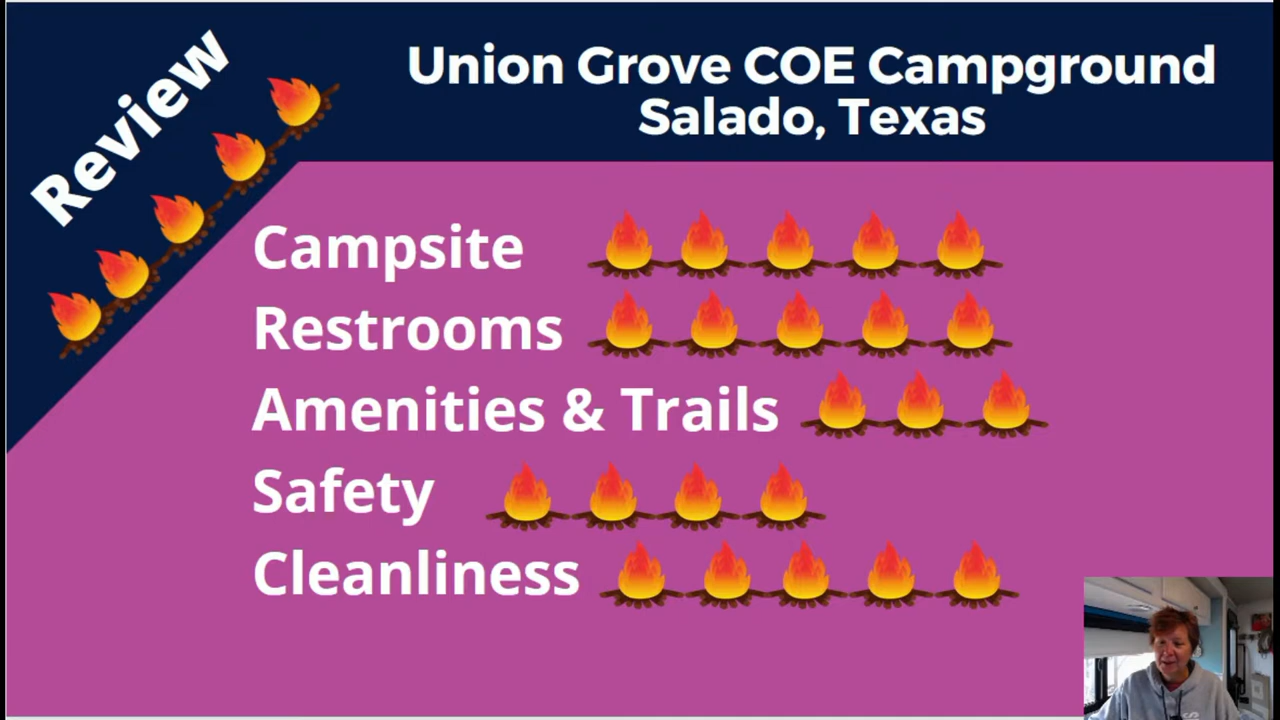 Review
Union Grove COE Campground
Salado, Texas
Campsite
Restrooms
Amenities & Trails
Safety
Cleanliness